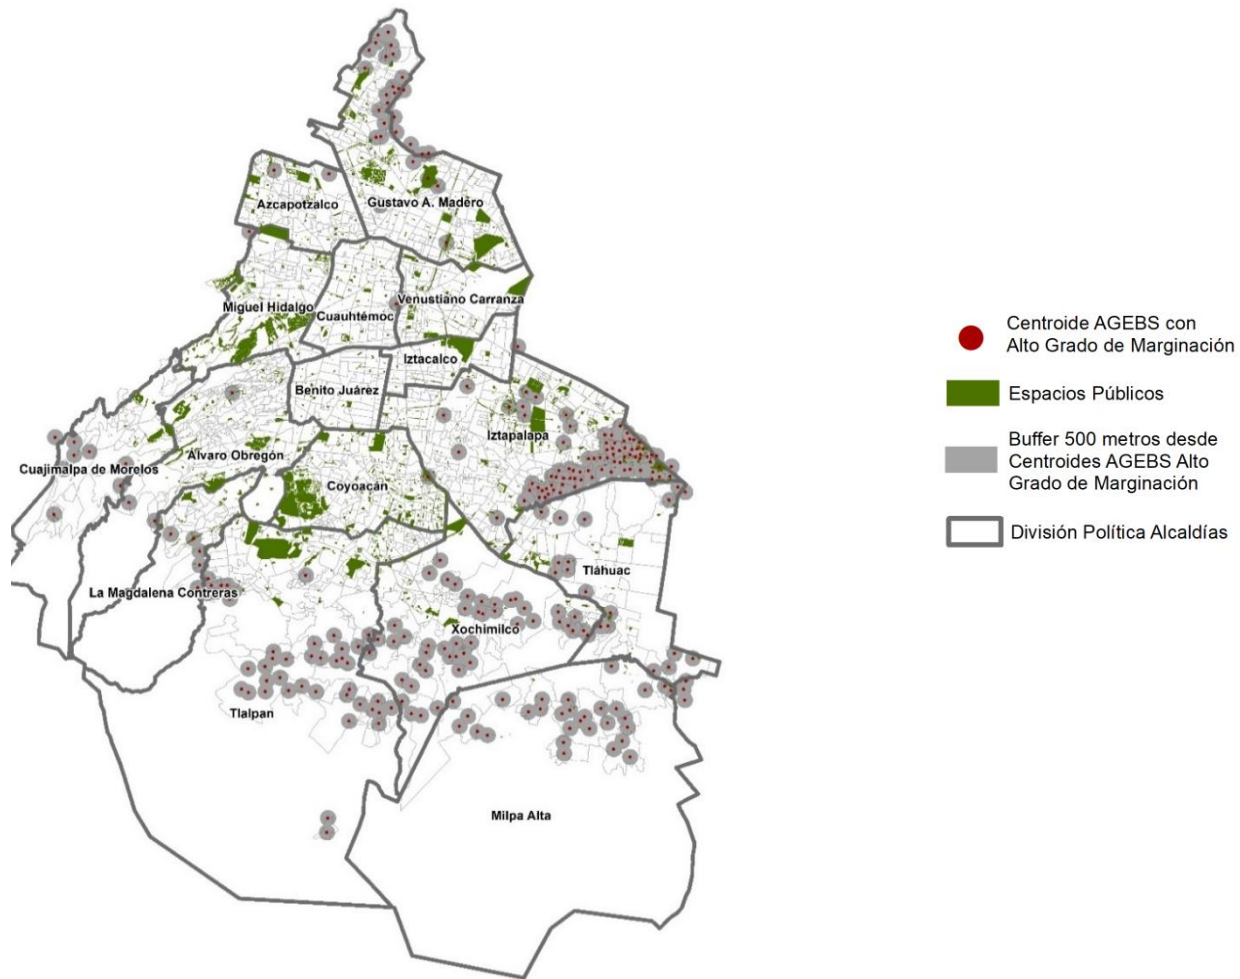 Gustavo A. Madero
Azcapotzalco
Miguel Hidalgo
Cuauhtémoc
Venustiano Carranza
Iztacalco
Benito Juárez
Iztapalapa
Cuajimalpa de Morelos
Álvaro Obregón
Coyoacán
La Magdalena Contreras
Tláhuac
Xochimilco
Tlalpan
Milpa Alta
Centroide AGEBS con
Alto Grado de Marginación
Espacios Públicos
Buffer 500 metros desde
Centroides AGEBS Alto
Grado de Marginación
División Política Alcaldías